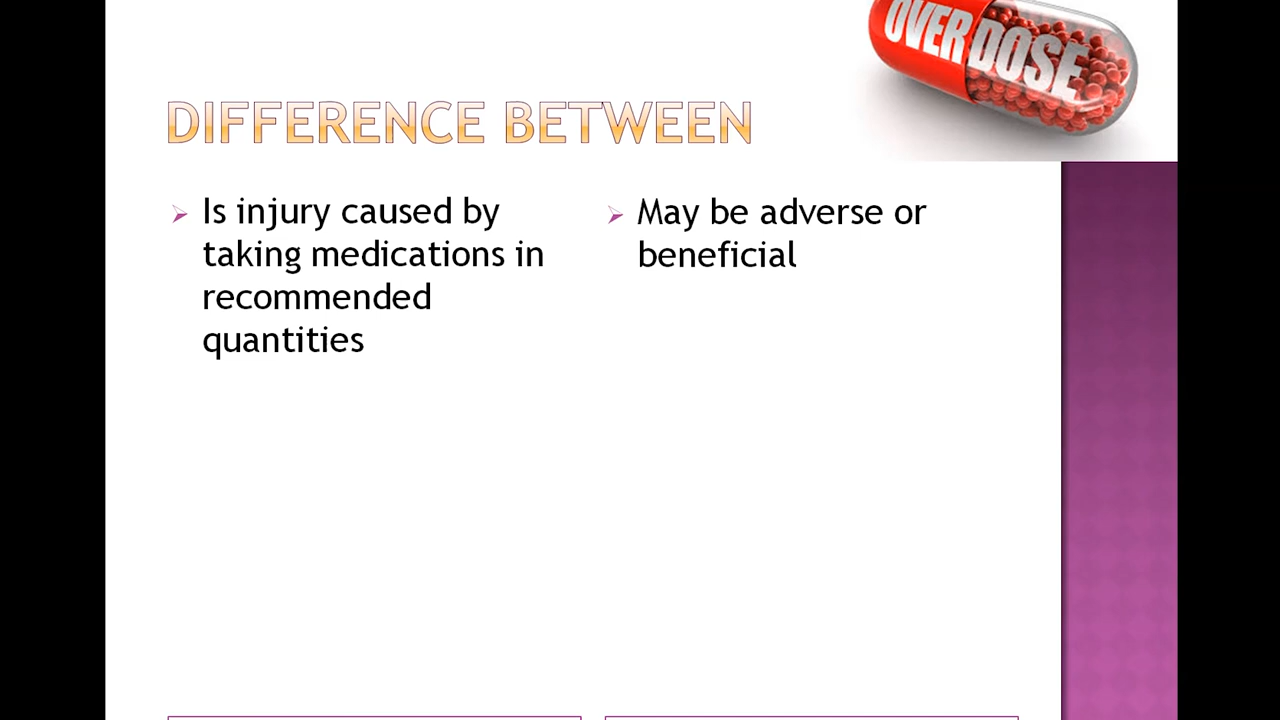 OVERDOSE
DIFFERENCE BETWEEN
Is injury caused by
taking medications in
recommended
quantities
May be adverse or
beneficial